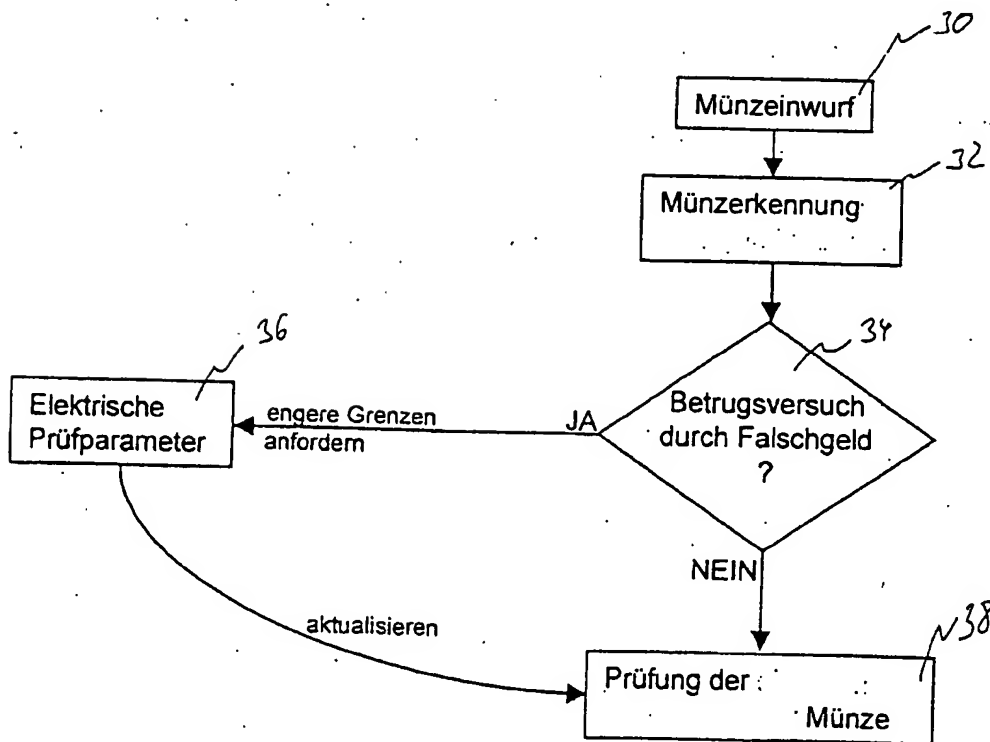 30
Münzeinwurf
32
Münzerkennung
34
Betrugsversuch
durch Falschgeld
?
JA
engere Grenzen
anfordern
36
Elektrische
Prüfparameter
NEIN
aktualisieren
38
Prüfung der
Münze